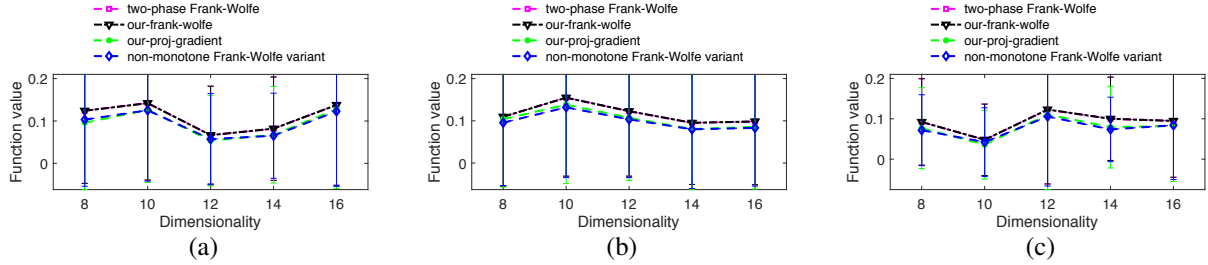 two-phase Frank-Wolfe
our-frank-wolfe
our-proj-gradient
non-monotone Frank-Wolfe variant
0.2
0.1
0
Function value
8 10 12 14 16
Dimensionality
(a)
two-phase Frank-Wolfe
our-frank-wolfe
our-proj-gradient
non-monotone Frank-Wolfe variant
0.2
0.1
0
Function value
8 10 12 14 16
Dimensionality
(b)
two-phase Frank-Wolfe
our-frank-wolfe
our-proj-gradient
non-monotone Frank-Wolfe variant
0.2
0.1
0
Function value
8 10 12 14 16
Dimensionality
(c)